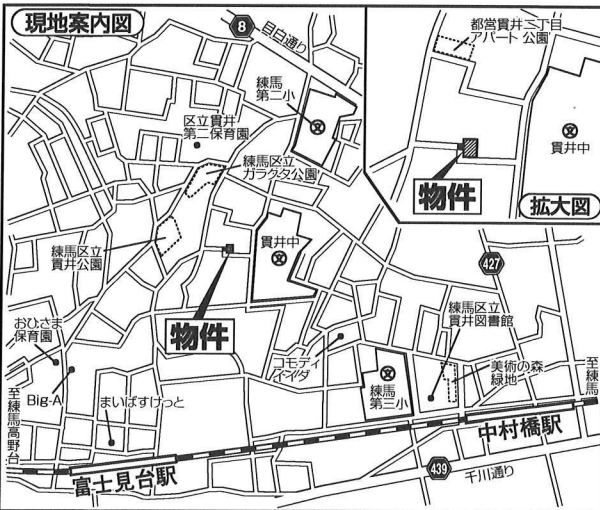 現地案内図
8
目白通り
練馬
第二小
区立貫井
第二保育園
練馬区立
ガラクタ公園
練馬区立
貫井公園
貫井中
物件
おひさま
保育園
Big-A
まいばすけっと
コモディ
イイダ
練馬
第三小
練馬区立
貫井図書館
美術の森
緑地
427
至練馬
至練馬高野台
富士見台駅
中村橋駅
439
千川通り
都営貫井二丁目
アパート公園
貫井中
物件
拡大図